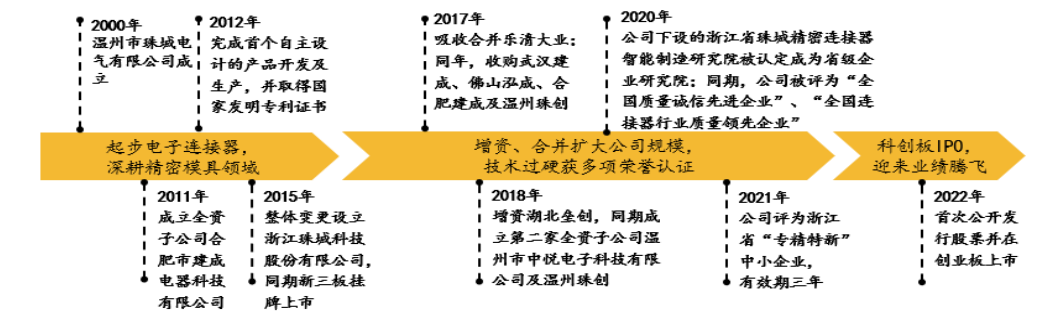 2000年
温州市珠城电
气有限公司成
立
2012年
完成首个自主设
计的产品开发及
生产，并取得国
家发明专利证书
2017年
吸收合并乐清大业；
同年，收购武汉建
成、佛山泓成、合
肥建成及温州珠创
2020年
公司下设的浙江省珠城精密连接器
智能制造研究院被认定成为省级企
业研究院；同期，公司被评为“全
国质量诚信先进企业”、“全国连
接器行业质量领先企业”
起步电子连接器，
深耕精密模具领域
增资、合并扩大公司规模，
技术过硬获多项荣誉认证
科创板IPO，
迎来业绩腾飞
2011年
成立全资
子公司合
肥市建成
电器科技
有限公司
2015年
整体变更设立
浙江珠城科技
股份有限公司，
同期新三板挂
牌上市
2018年
增资湖北垒创，同期成
立第二家全资子公司温
州市中悦电子科技有限
公司及温州珠创
2021年
公司评为浙江
省“专精特新”
中小企业，
有效期三年
2022年
首次公开发
行股票并在
创业板上市